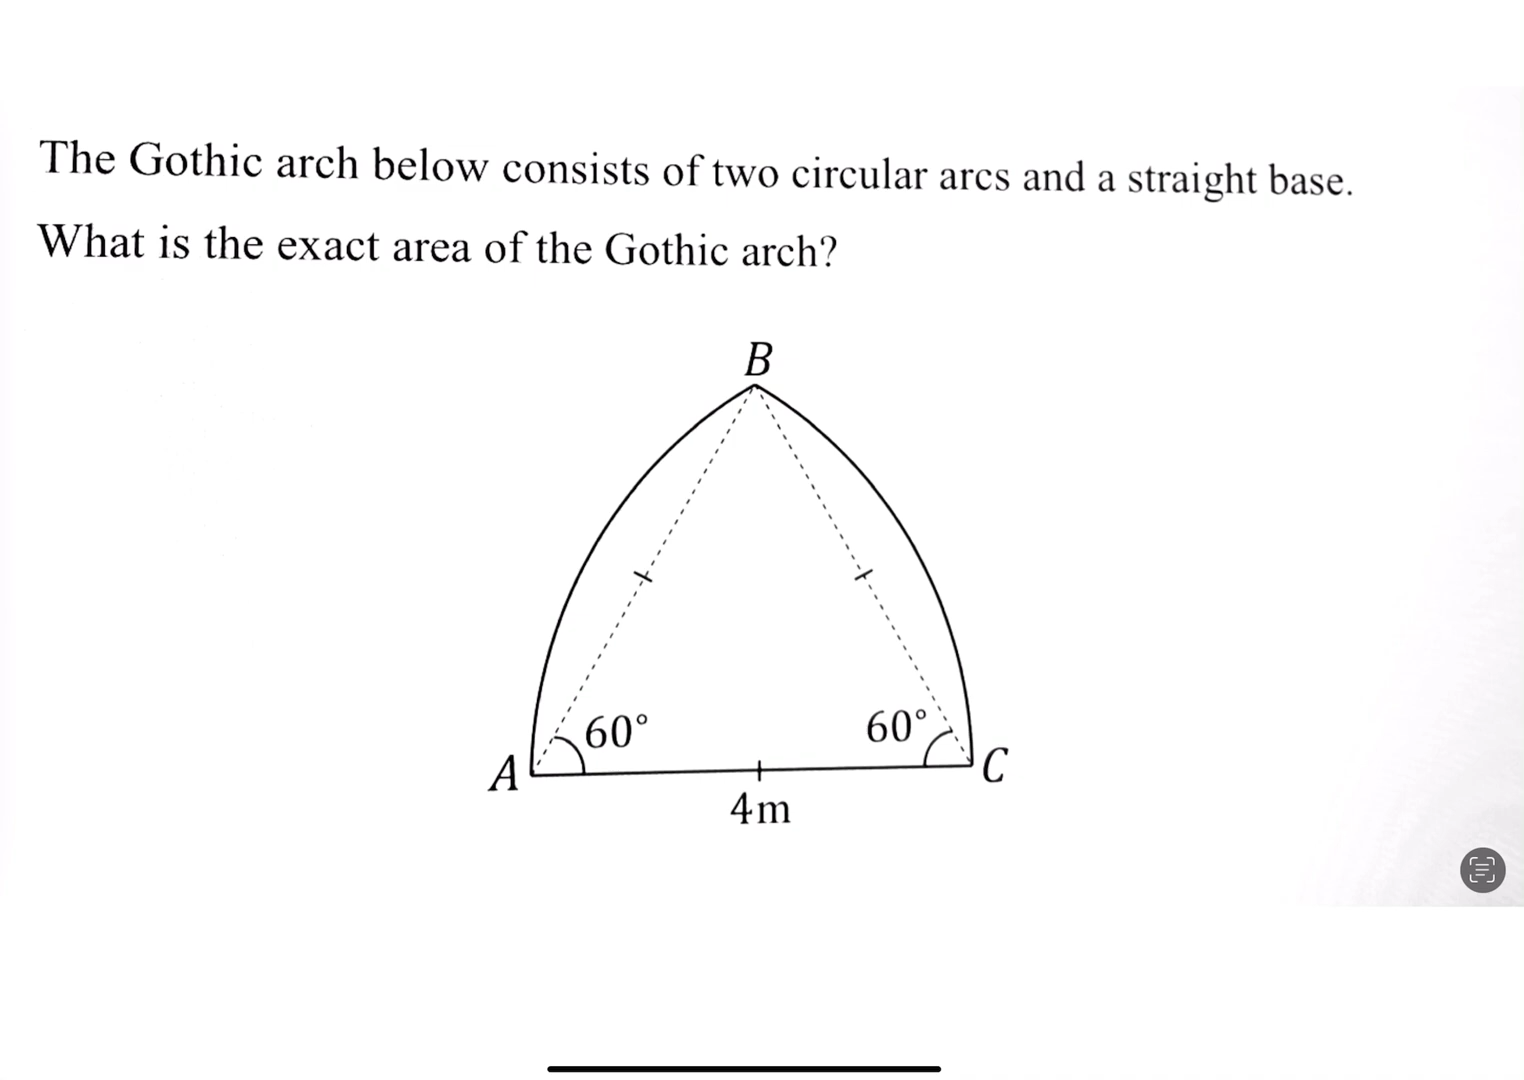 The Gothic arch below consists of two circular arcs and a straight base.
What is the exact area of the Gothic arch?
B
60°
60°
A
C
4m